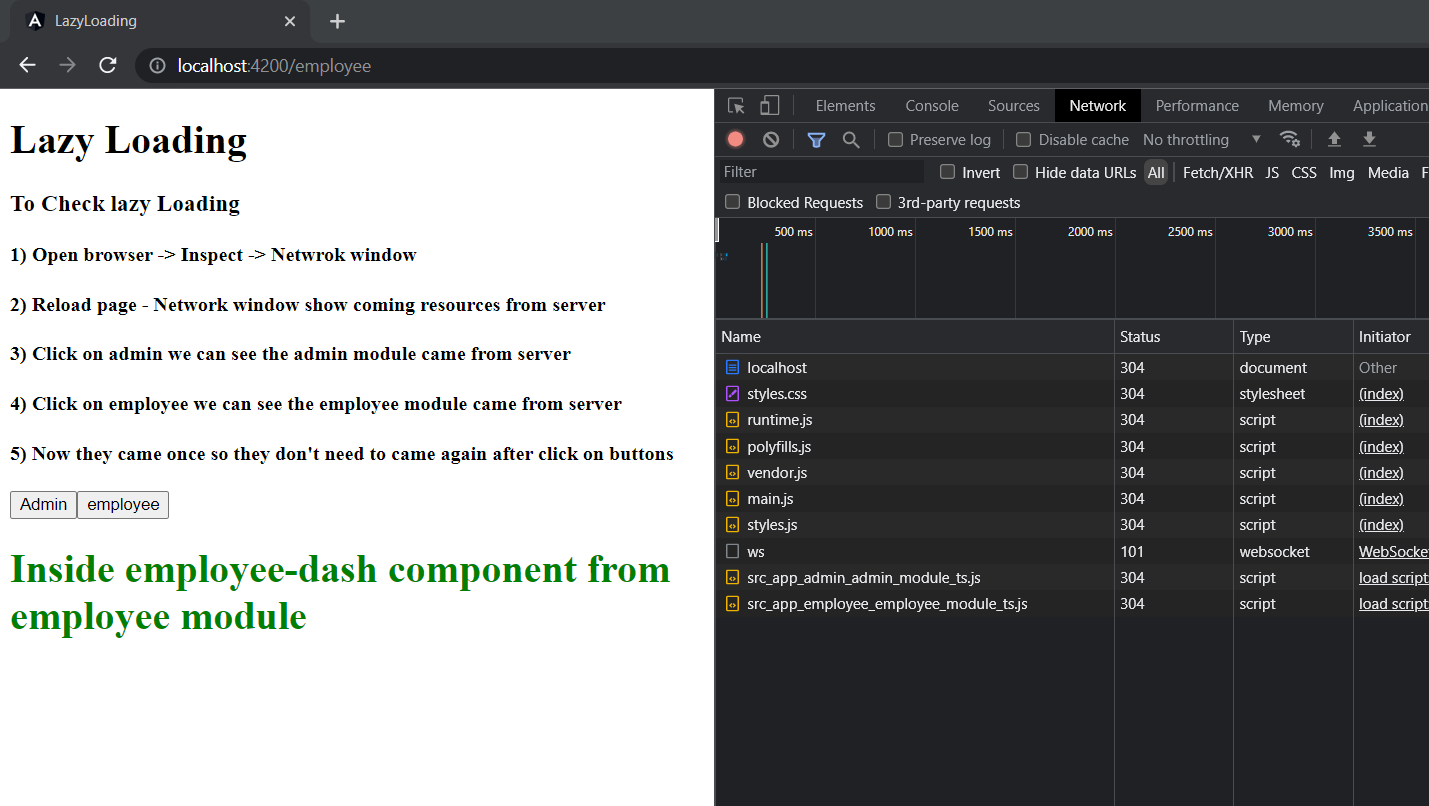 LazyLoading
localhost:4200/employee
Lazy Loading
To Check lazy Loading
1) Open browser -> Inspect -> Netwrok window
2) Reload page - Network window show coming resources from server
3) Click on admin we can see the admin module came from server
4) Click on employee we can see the employee module came from server
5) Now they came once so they don't need to came again after click on buttons
Admin employee
Inside employee-dash component from
employee module
Elements Console Sources Network Performance Memory Application
Preserve log Disable cache No throttling
Filter Invert Hide data URLs All Fetch/XHR JS CSS Img Media F
Blocked Requests 3rd-party requests
500 ms 1000 ms 1500 ms 2000 ms 2500 ms 3000 ms 3500 ms
Name Status Type Initiator
localhost 304 document Other
styles.css 304 stylesheet (index)
runtime.js 304 script (index)
polyfills.js 304 script (index)
vendor.js 304 script (index)
main.js 304 script (index)
styles.js 304 script (index)
ws 101 websocket WebSocke
src_app_admin_admin_module_ts.js 304 script load script
src_app_employee_employee_module_ts.js 304 script load script